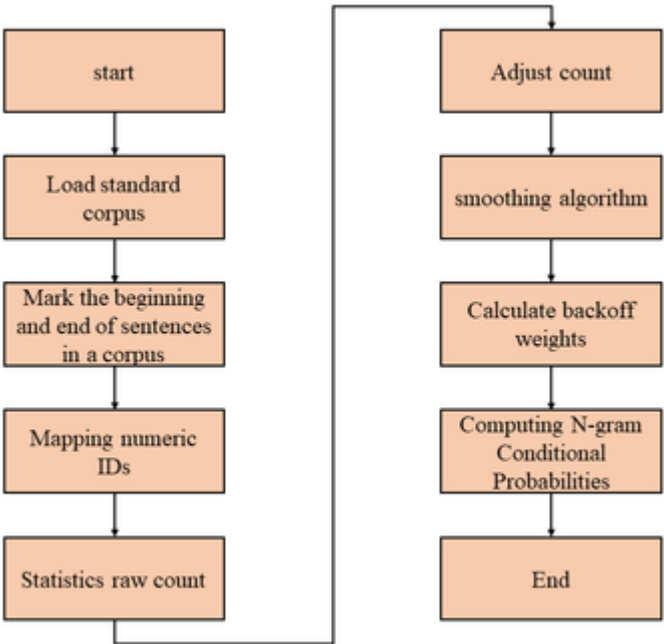 start
Load standard
corpus
Mark the beginning
and end of sentences
in a corpus
Mapping numeric
IDs
Statistics raw count
Adjust count
smoothing algorithm
Calculate backoff
weights
Computing N-gram
Conditional
Probabilities
End